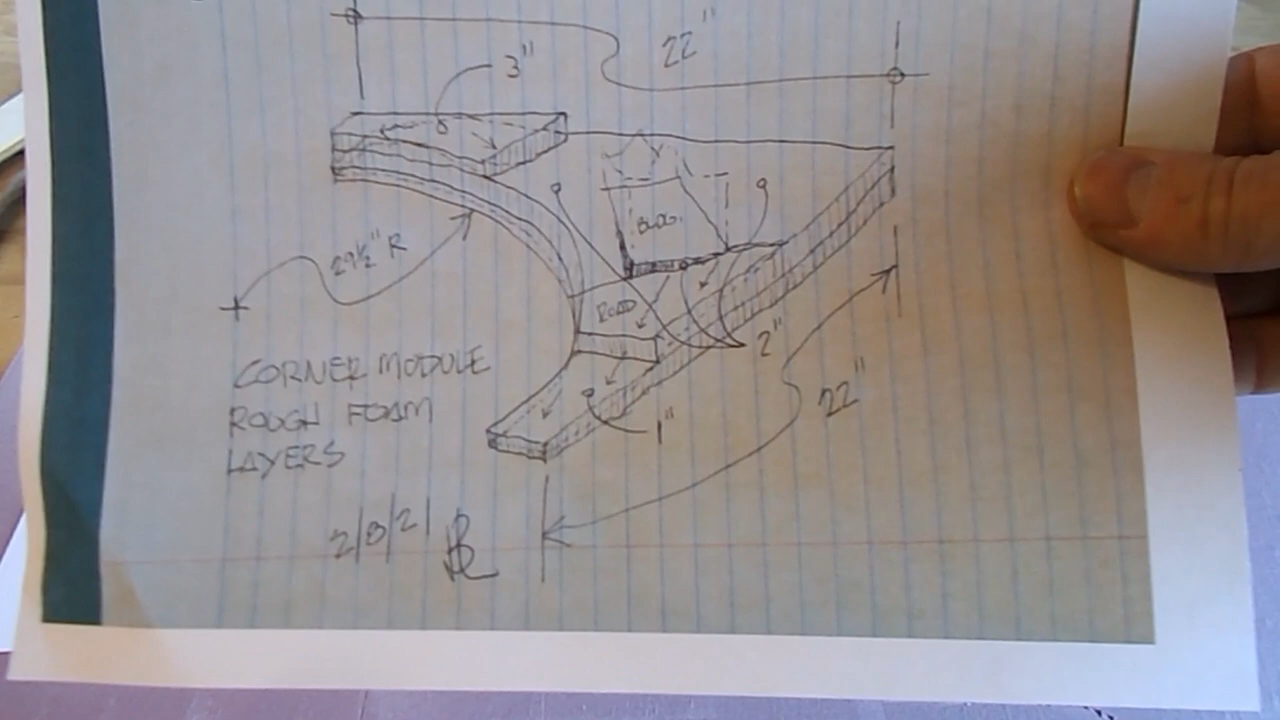 22"
3"
BLDG.
29½" R
ROAD
2"
22"
1"
CORNER MODULE
ROUGH FOAM
LAYERS
2/8/21